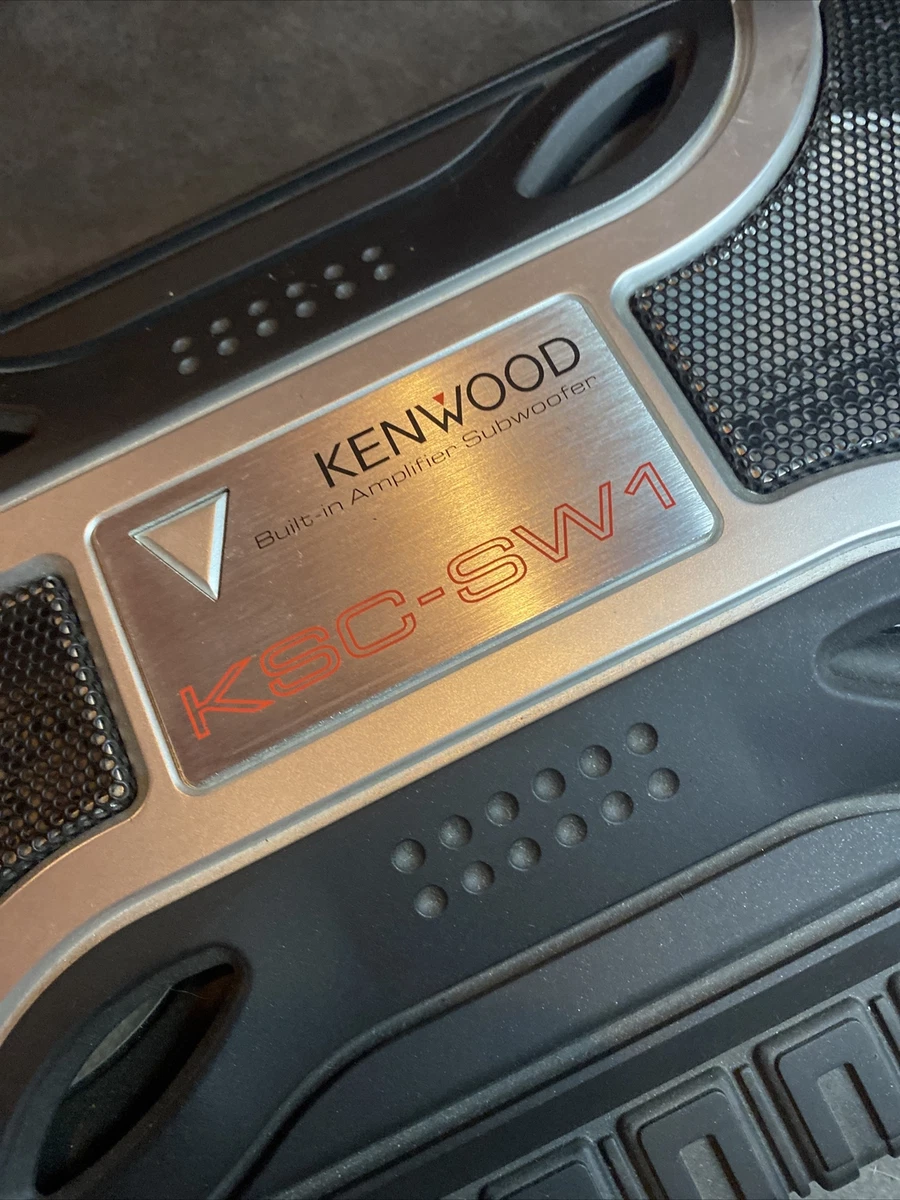 KENWOOD
Built-in Amplifier Subwoofer
KSC-SW1